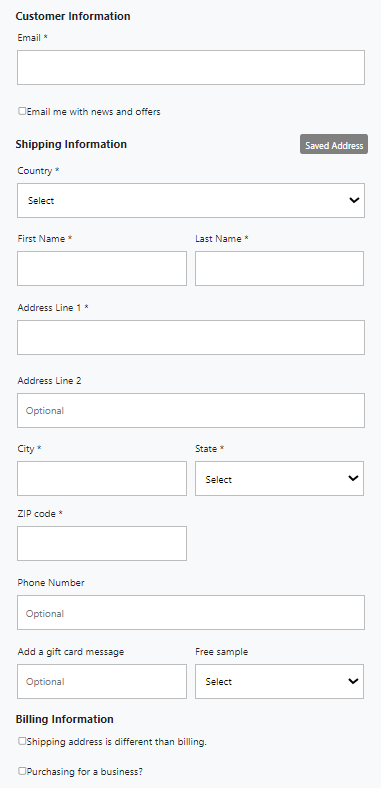 Customer Information
Email *
Email me with news and offers
Shipping Information Saved Address
Country *
Select
First Name * Last Name *
Address Line 1 *
Address Line 2
Optional
City * State *
Select
ZIP code *
Phone Number
Optional
Add a gift card message Free sample
Optional Select
Billing Information
Shipping address is different than billing.
Purchasing for a business?